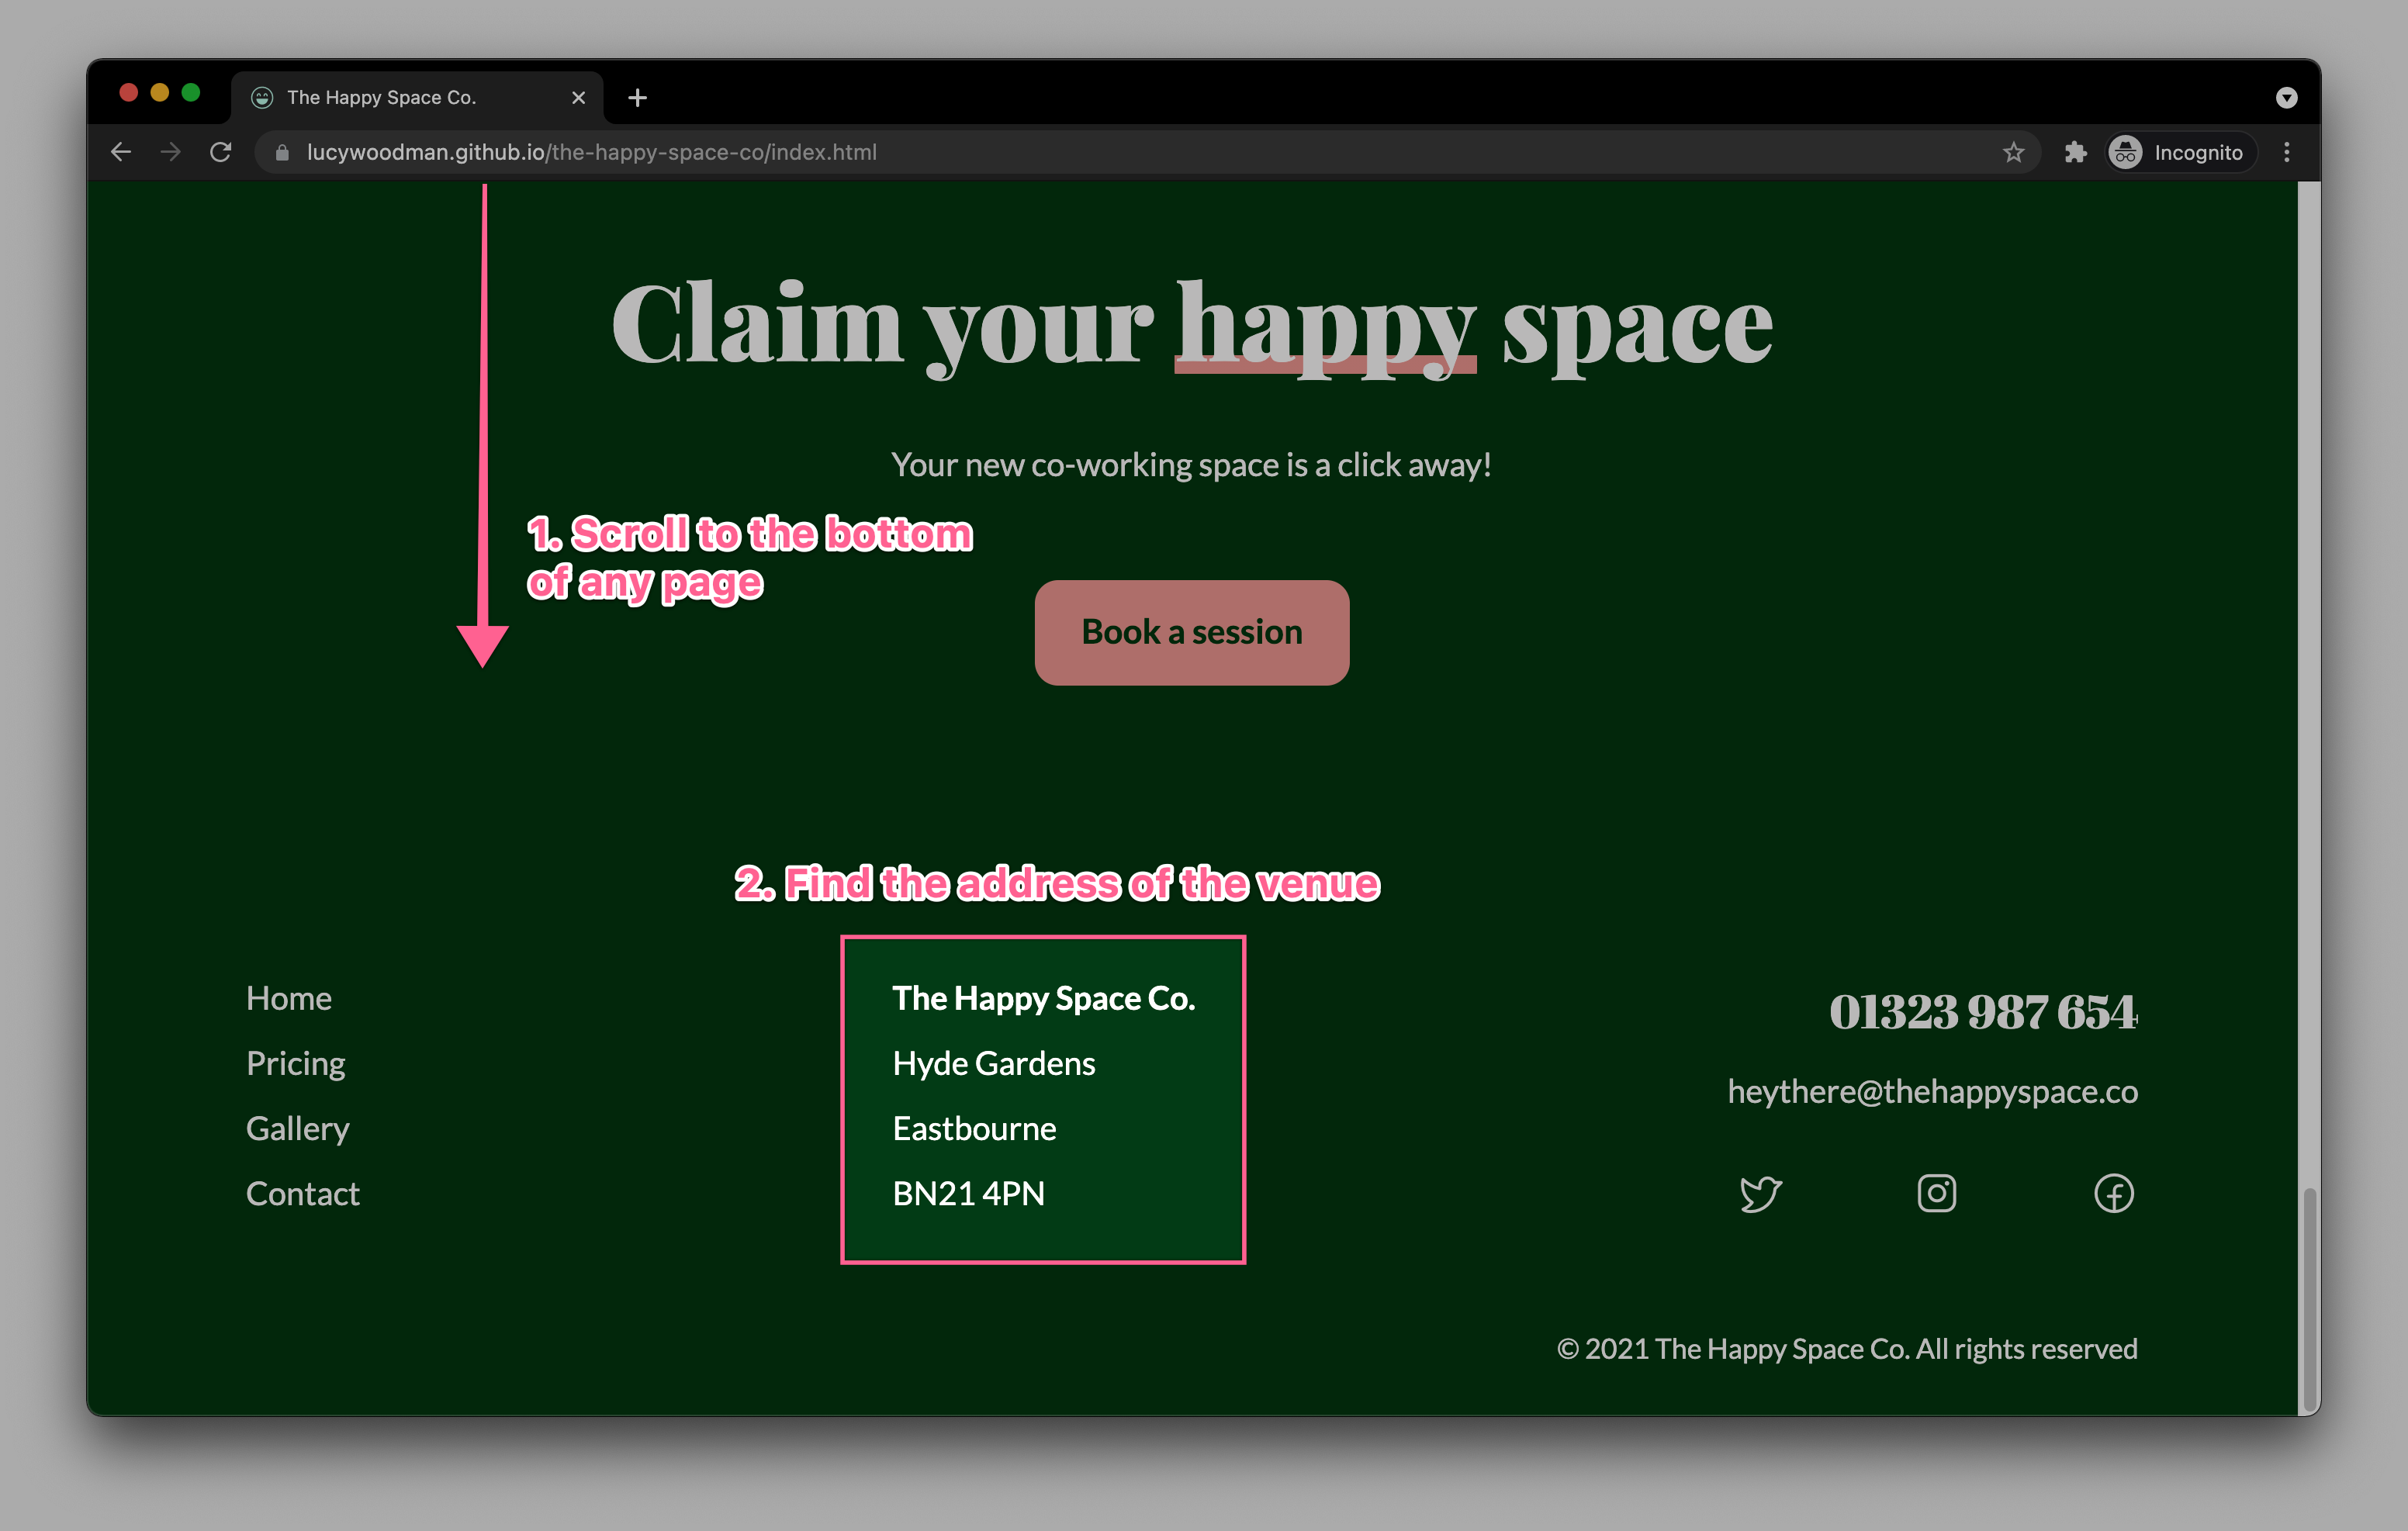 The Happy Space Co.
lucywoodman.github.io/the-happy-space-co/index.html
Incognito
Claim your happy space
Your new co-working space is a click away!
1. Scroll to the bottom
of any page
Book a session
2. Find the address of the venue
Home
Pricing
Gallery
Contact
The Happy Space Co.
Hyde Gardens
Eastbourne
BN21 4PN
01323 987 654
heythere@thehappyspace.co
© 2021 The Happy Space Co. All rights reserved